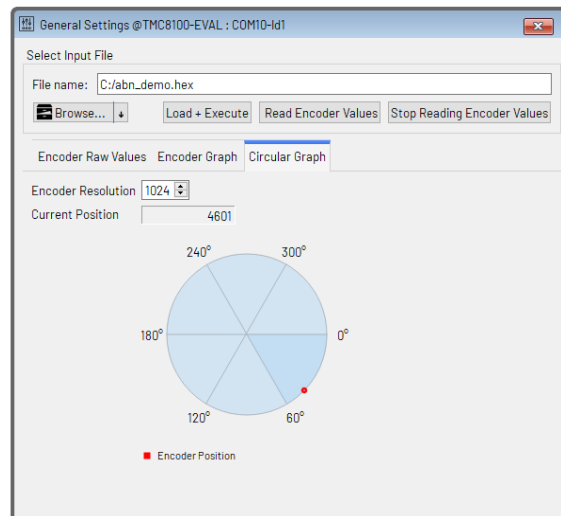 General Settings @TMC8100-EVAL : COM10-Id1
Select Input File
File name: C:/abn_demo.hex
Browse... Load + Execute Read Encoder Values Stop Reading Encoder Values
Encoder Raw Values Encoder Graph Circular Graph
Encoder Resolution 1024
Current Position 4601
240° 300°
180° 0°
120° 60°
Encoder Position